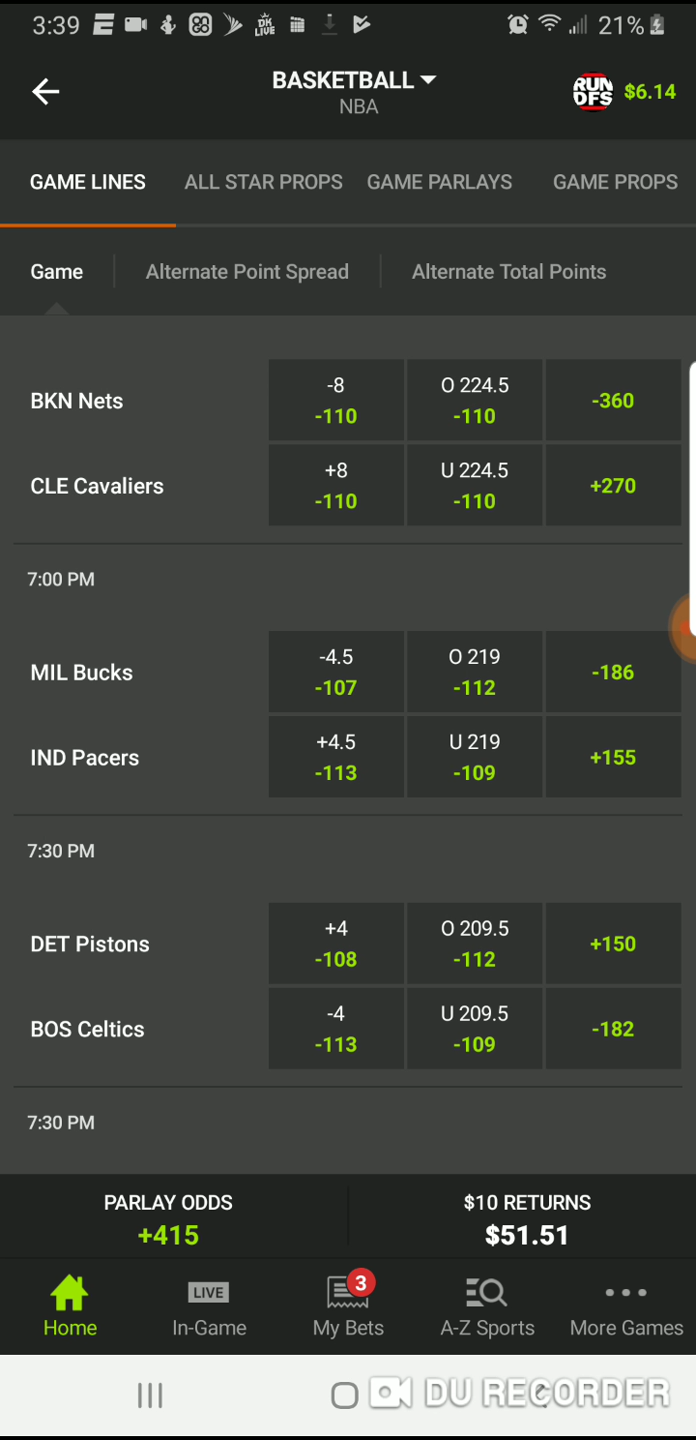 3:39 DK LIVE 21%
BASKETBALL
NBA
RUN DFS $6.14
GAME LINES ALL STAR PROPS GAME PARLAYS GAME PROPS
Game Alternate Point Spread Alternate Total Points
-8 O 224.5
BKN Nets -360
-110 -110
+8 U 224.5
CLE Cavaliers +270
-110 -110
7:00 PM
-4.5 O 219
MIL Bucks -186
-107 -112
+4.5 U 219
IND Pacers +155
-113 -109
7:30 PM
+4 O 209.5
DET Pistons +150
-108 -112
-4 U 209.5
BOS Celtics -182
-113 -109
7:30 PM
PARLAY ODDS $10 RETURNS
+415 $51.51
LIVE 3
Home In-Game My Bets A-Z Sports More Games
DU RECORDER